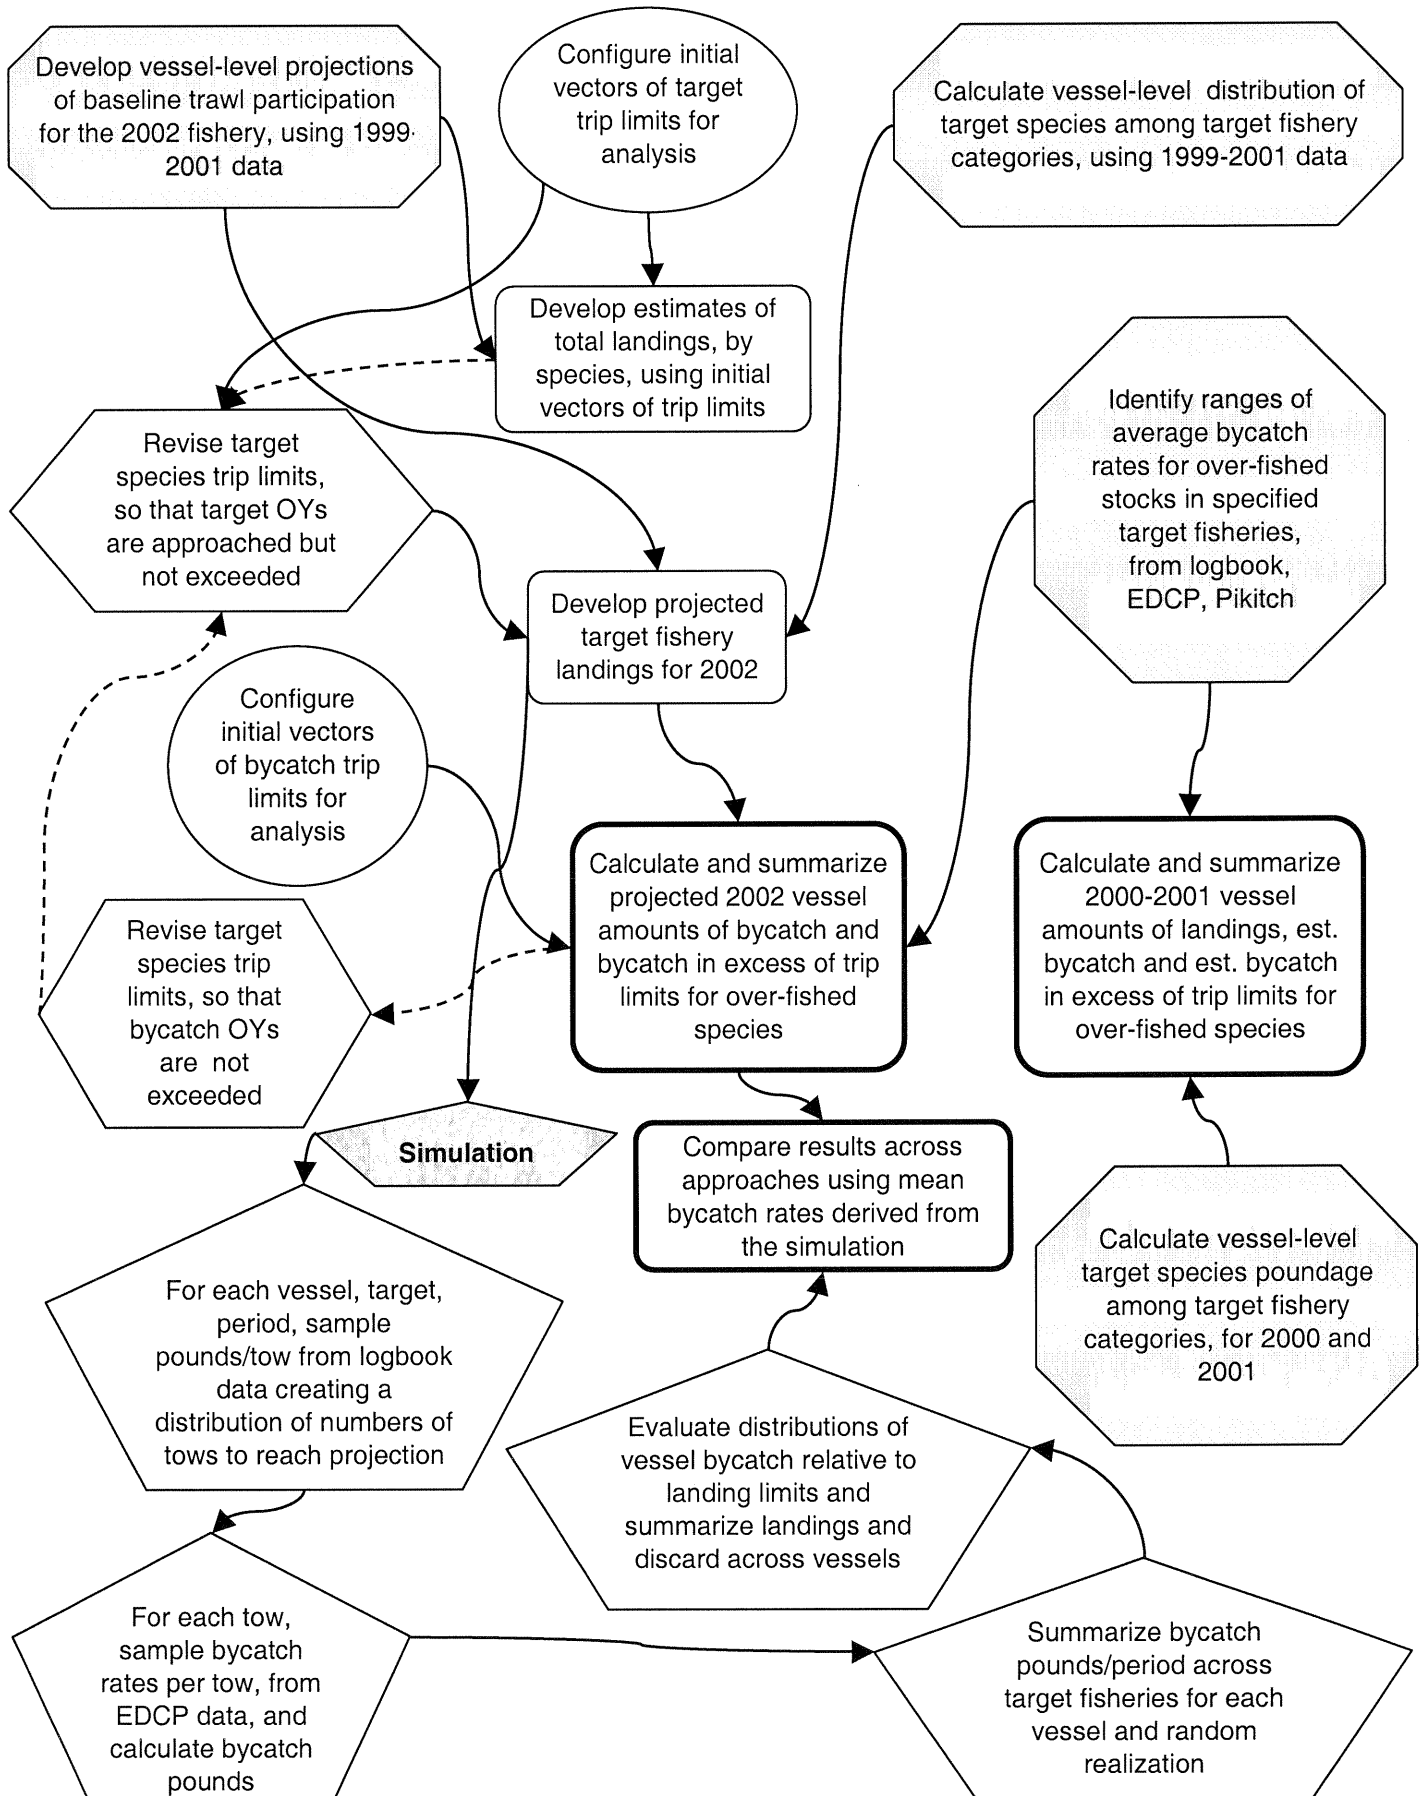 Develop vessel-level projections
of baseline trawl participation
for the 2002 fishery, using 1999-
2001 data
Configure initial
vectors of target
trip limits for
analysis
Calculate vessel-level distribution of
target species among target fishery
categories, using 1999-2001 data
Develop estimates of
total landings, by
species, using initial
vectors of trip limits
Identify ranges of
average bycatch
rates for over-fished
stocks in specified
target fisheries,
from logbook,
EDCP, Pikitch
Revise target
species trip limits,
so that target OYs
are approached but
not exceeded
Develop projected
target fishery
landings for 2002
Configure
initial vectors
of bycatch trip
limits for
analysis
Calculate and summarize
projected 2002 vessel
amounts of bycatch and
bycatch in excess of trip
limits for over-fished
species
Calculate and summarize
2000-2001 vessel
amounts of landings, est.
bycatch and est. bycatch
in excess of trip limits for
over-fished species
Revise target
species trip
limits, so that
bycatch OYs
are not
exceeded
Simulation
Compare results across
approaches using mean
bycatch rates derived from
the simulation
Calculate vessel-level
target species poundage
among target fishery
categories, for 2000 and
2001
For each vessel, target,
period, sample
pounds/tow from logbook
data creating a
distribution of numbers of
tows to reach projection
Evaluate distributions of
vessel bycatch relative to
landing limits and
summarize landings and
discard across vessels
For each tow,
sample bycatch
rates per tow, from
EDCP data, and
calculate bycatch
pounds
Summarize bycatch
pounds/period across
target fisheries for each
vessel and random
realization